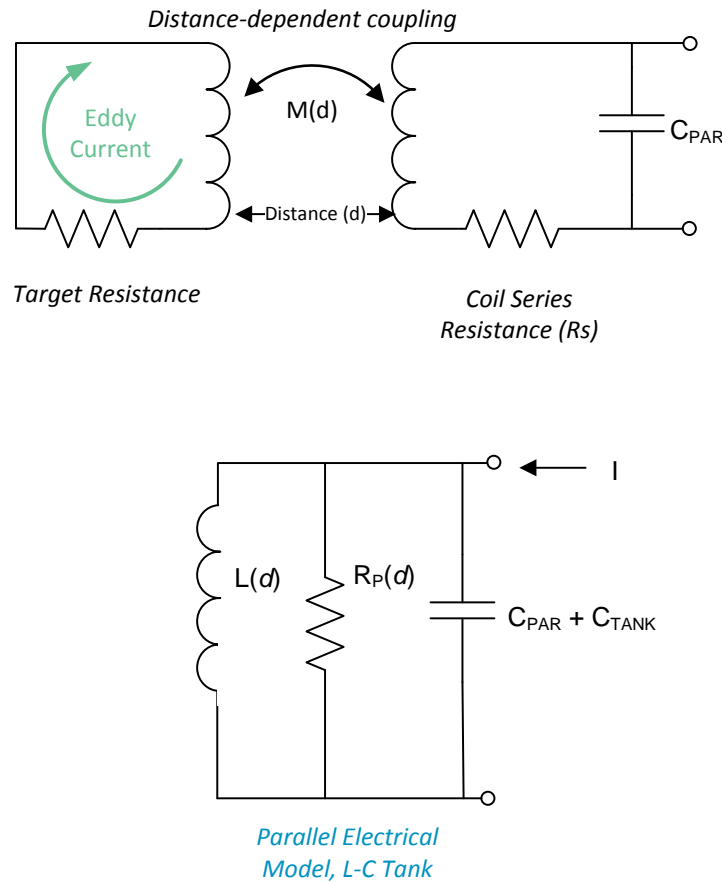 Distance-dependent coupling
Eddy
Current
M(d)
CPAR
Distance (d)
Target Resistance
Coil Series
Resistance (Rs)
I
L(d)
RP(d)
CPAR + CTANK
Parallel Electrical
Model, L-C Tank